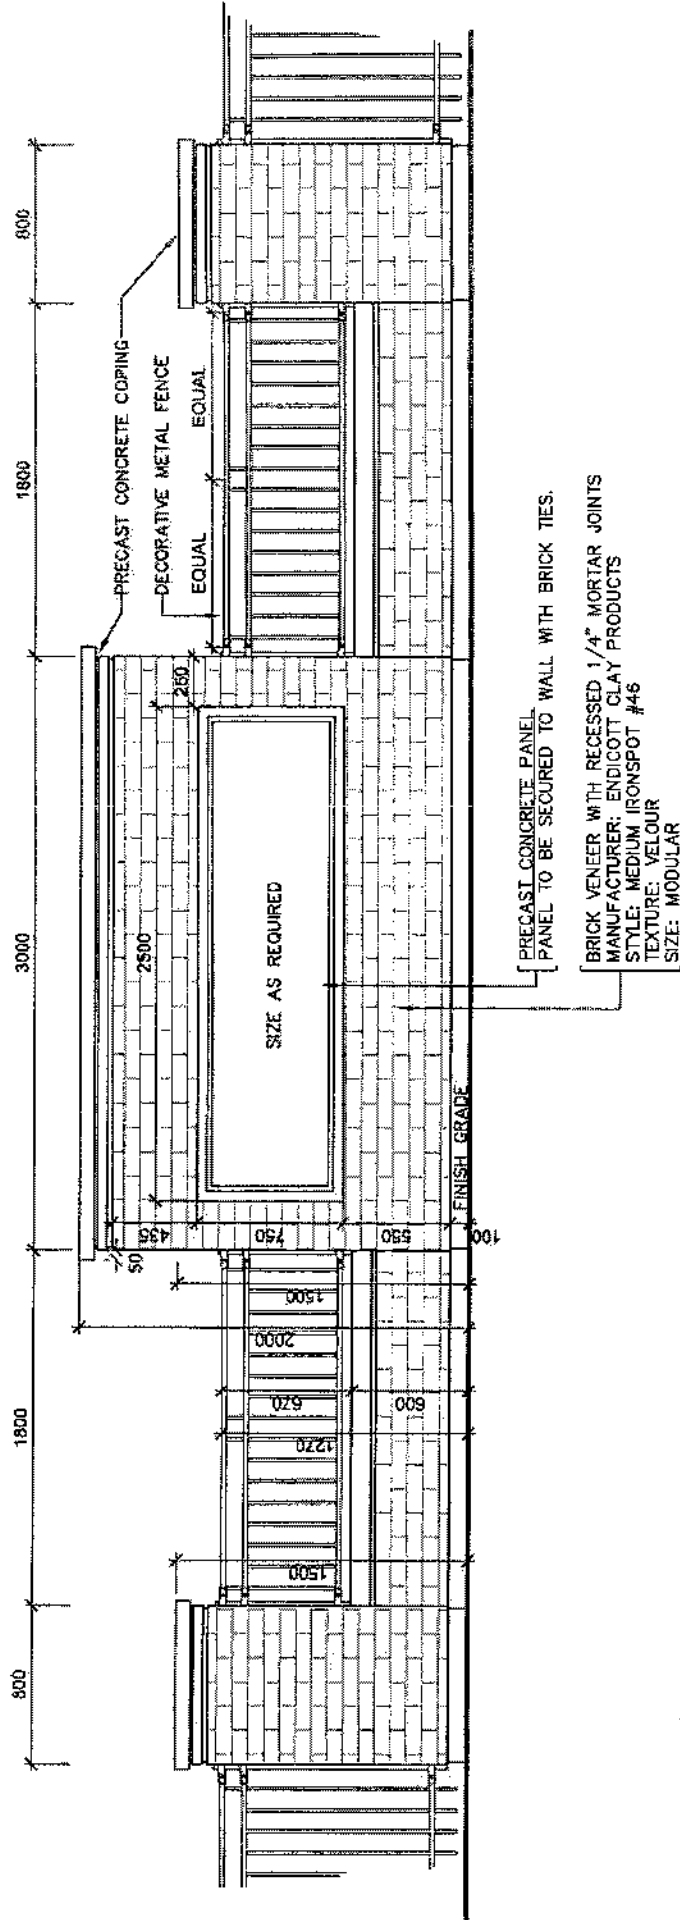 800
1800
3000
1800
800
PRECAST CONCRETE COPING
DECORATIVE METAL FENCE
EQUAL
EQUAL
250
2500
SIZE AS REQUIRED
50
435
750
550
100
1500
2000
670
600
1270
1500
FINISH GRADE
PRECAST CONCRETE PANEL
PANEL TO BE SECURED TO WALL WITH BRICK TIES.
BRICK VENEER WITH RECESSED 1/4" MORTAR JOINTS
MANUFACTURER: ENDICOTT CLAY PRODUCTS
STYLE: MEDIUM IRONSPOT #46
TEXTURE: VELOUR
SIZE: MODULAR